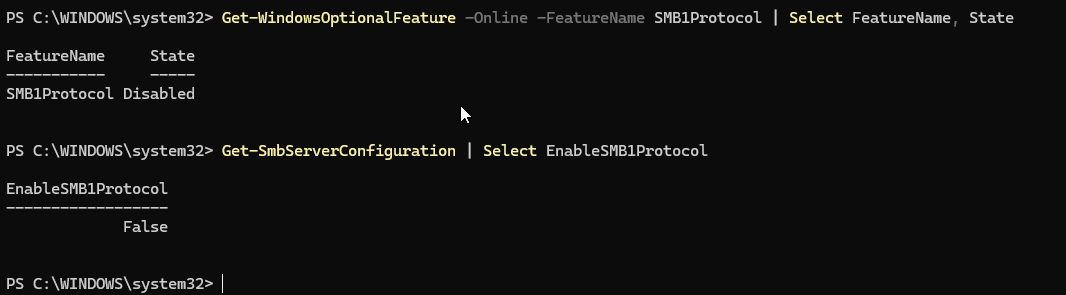 PS C:\WINDOWS\system32> Get-WindowsOptionalFeature -Online -FeatureName SMB1Protocol | Select FeatureName, State
FeatureName     State
-----------     -----
SMB1Protocol Disabled
PS C:\WINDOWS\system32> Get-SmbServerConfiguration | Select EnableSMB1Protocol
EnableSMB1Protocol
------------------
             False
PS C:\WINDOWS\system32>